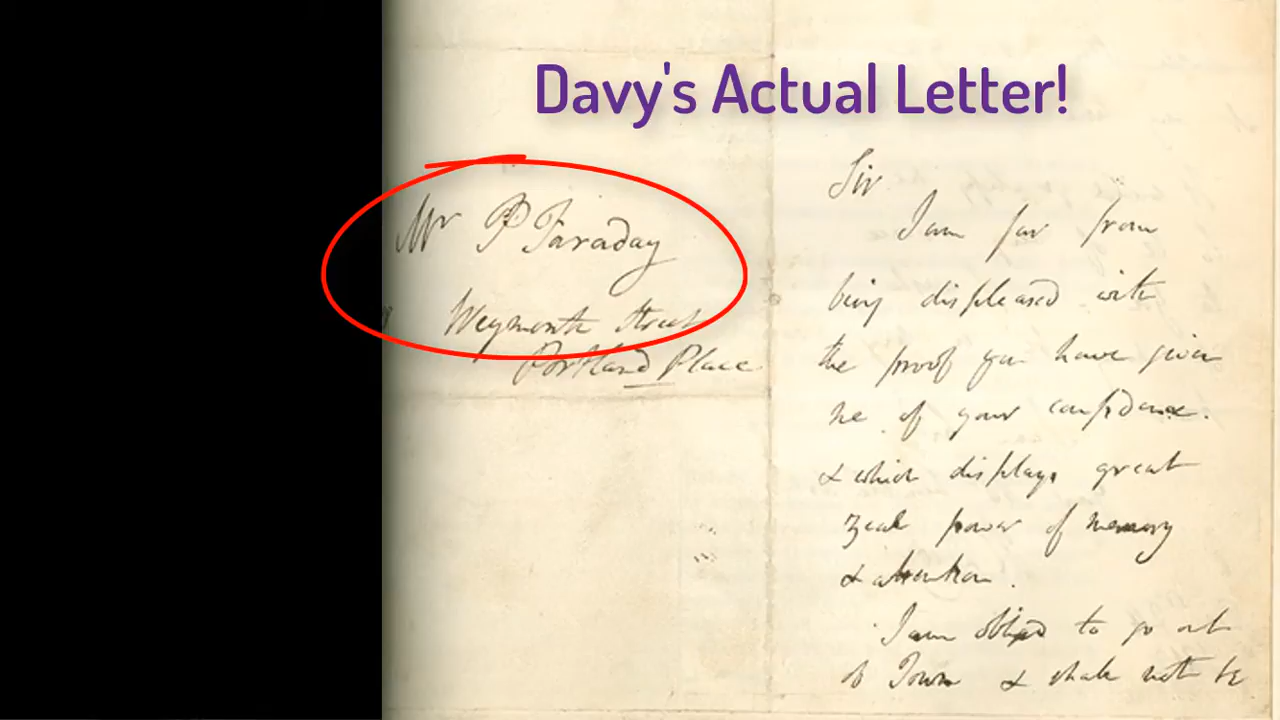 Davy's Actual Letter!
Mr P Faraday
Weymouth Street
Portland Place
Sir
I am far from
being displeased with
the proof you have given
me of your confidence.
& which displays great
zeal power of memory
& attention.
I am obliged to go out
of Town & shall not be